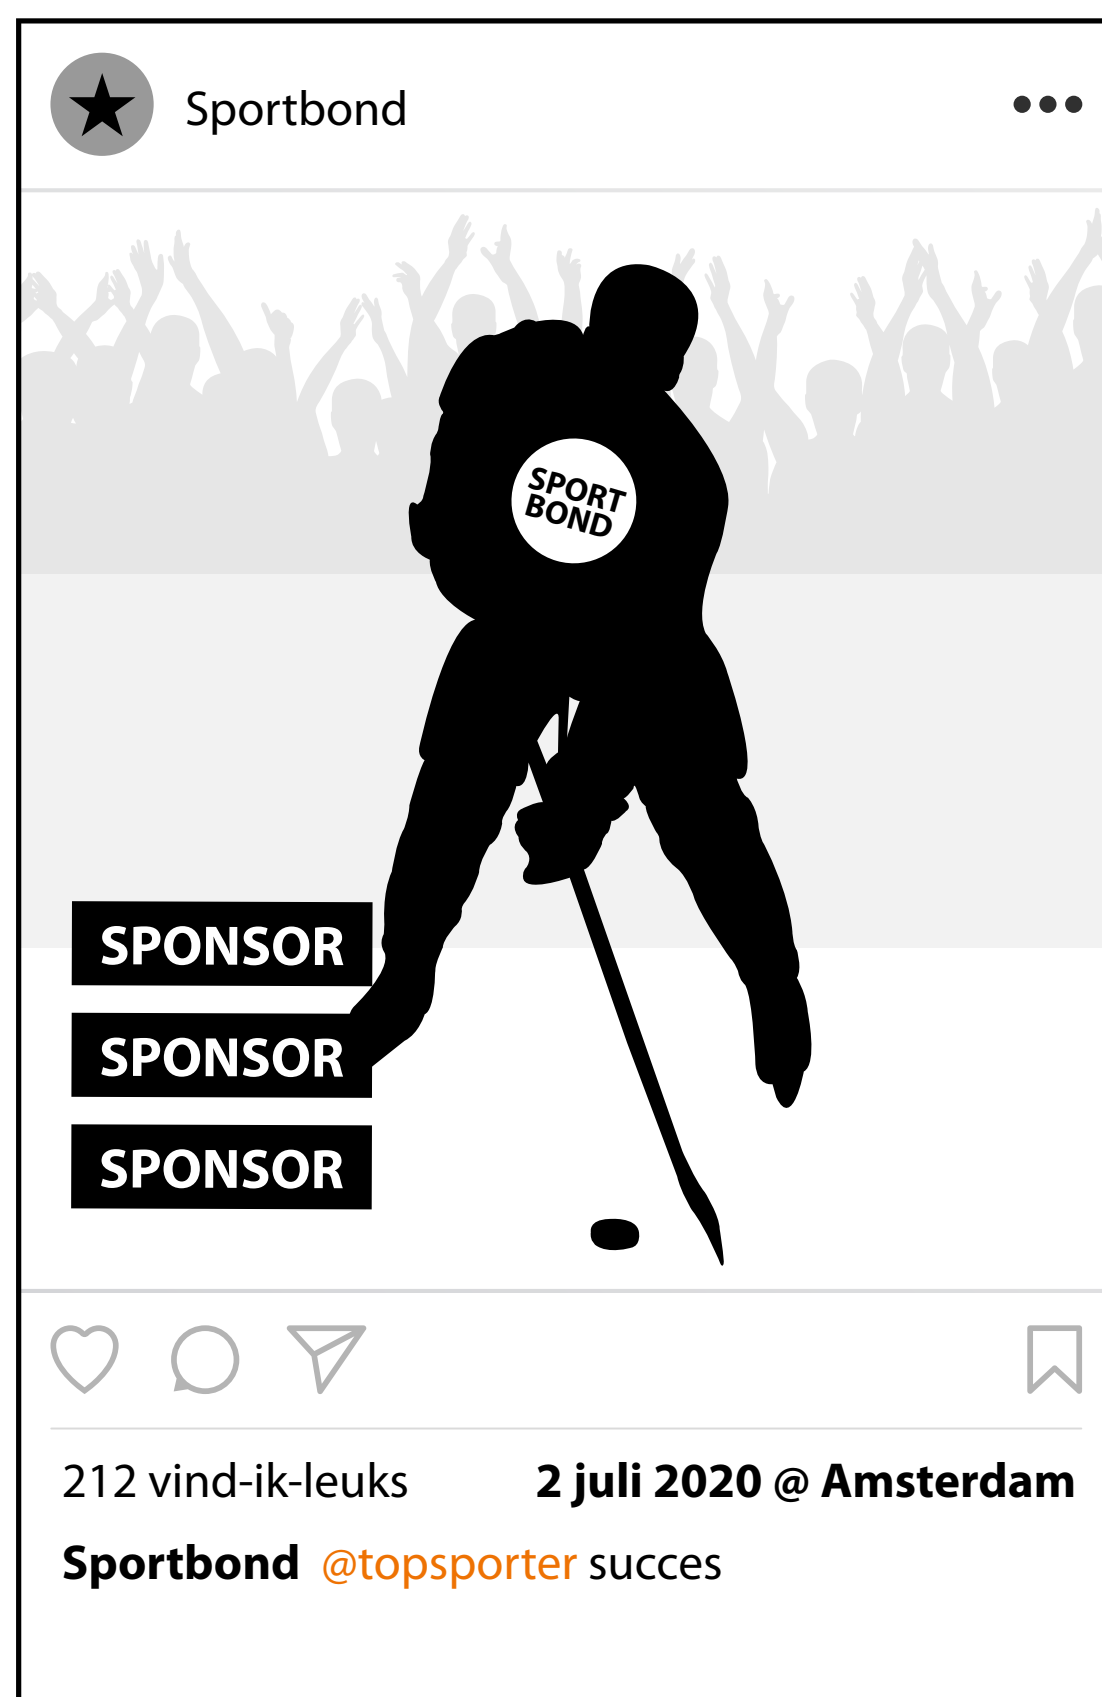 Sportbond
SPORT
BOND
SPONSOR
SPONSOR
SPONSOR
212 vind-ik-leuks
2 juli 2020 @ Amsterdam
Sportbond @topsporter succes